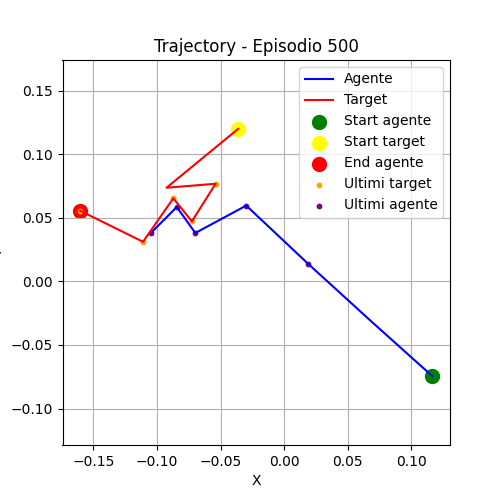 Trajectory - Episodio 500
Agente
Target
Start agente
Start target
End agente
Ultimi target
Ultimi agente
0.15
0.10
0.05
0.00
−0.05
−0.10
−0.15
−0.10
−0.05
0.00
0.05
0.10
X